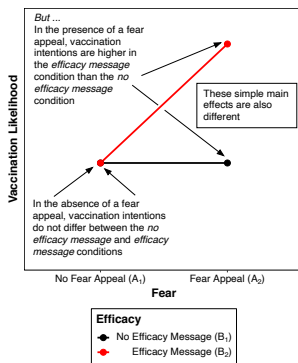 But ...
In the presence of a fear
appeal, vaccination
intentions are higher in
the efficacy message
condition than the no
efficacy message
condition
These simple main
effects are also
different
In the absence of a fear
appeal, vaccination intentions
do not differ between the no
efficacy message and efficacy
message conditions
Vaccination Likelihood
No Fear Appeal (A₁)
Fear Appeal (A₂)
Fear
Efficacy
No Efficacy Message (B₁)
Efficacy Message (B₂)